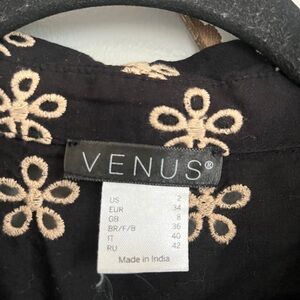 VENUS®
US 2
EUR 34
GB 8
BR/F/B 36
IT 40
RU 42
Made in India